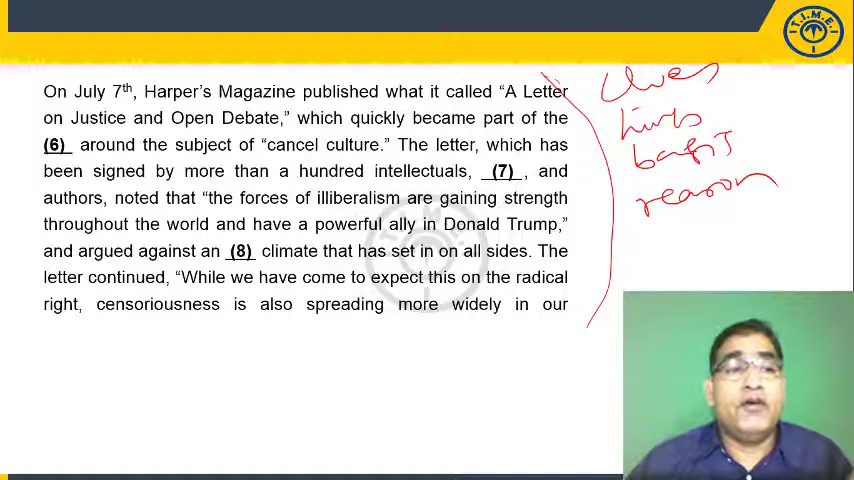 T.I.M.E.
On July 7th, Harper's Magazine published what it called “A Letter
on Justice and Open Debate,” which quickly became part of the
(6) around the subject of “cancel culture.” The letter, which has
been signed by more than a hundred intellectuals, (7) , and
authors, noted that “the forces of illiberalism are gaining strength
throughout the world and have a powerful ally in Donald Trump,”
and argued against an (8) climate that has set in on all sides. The
letter continued, “While we have come to expect this on the radical
right, censoriousness is also spreading more widely in our
reason